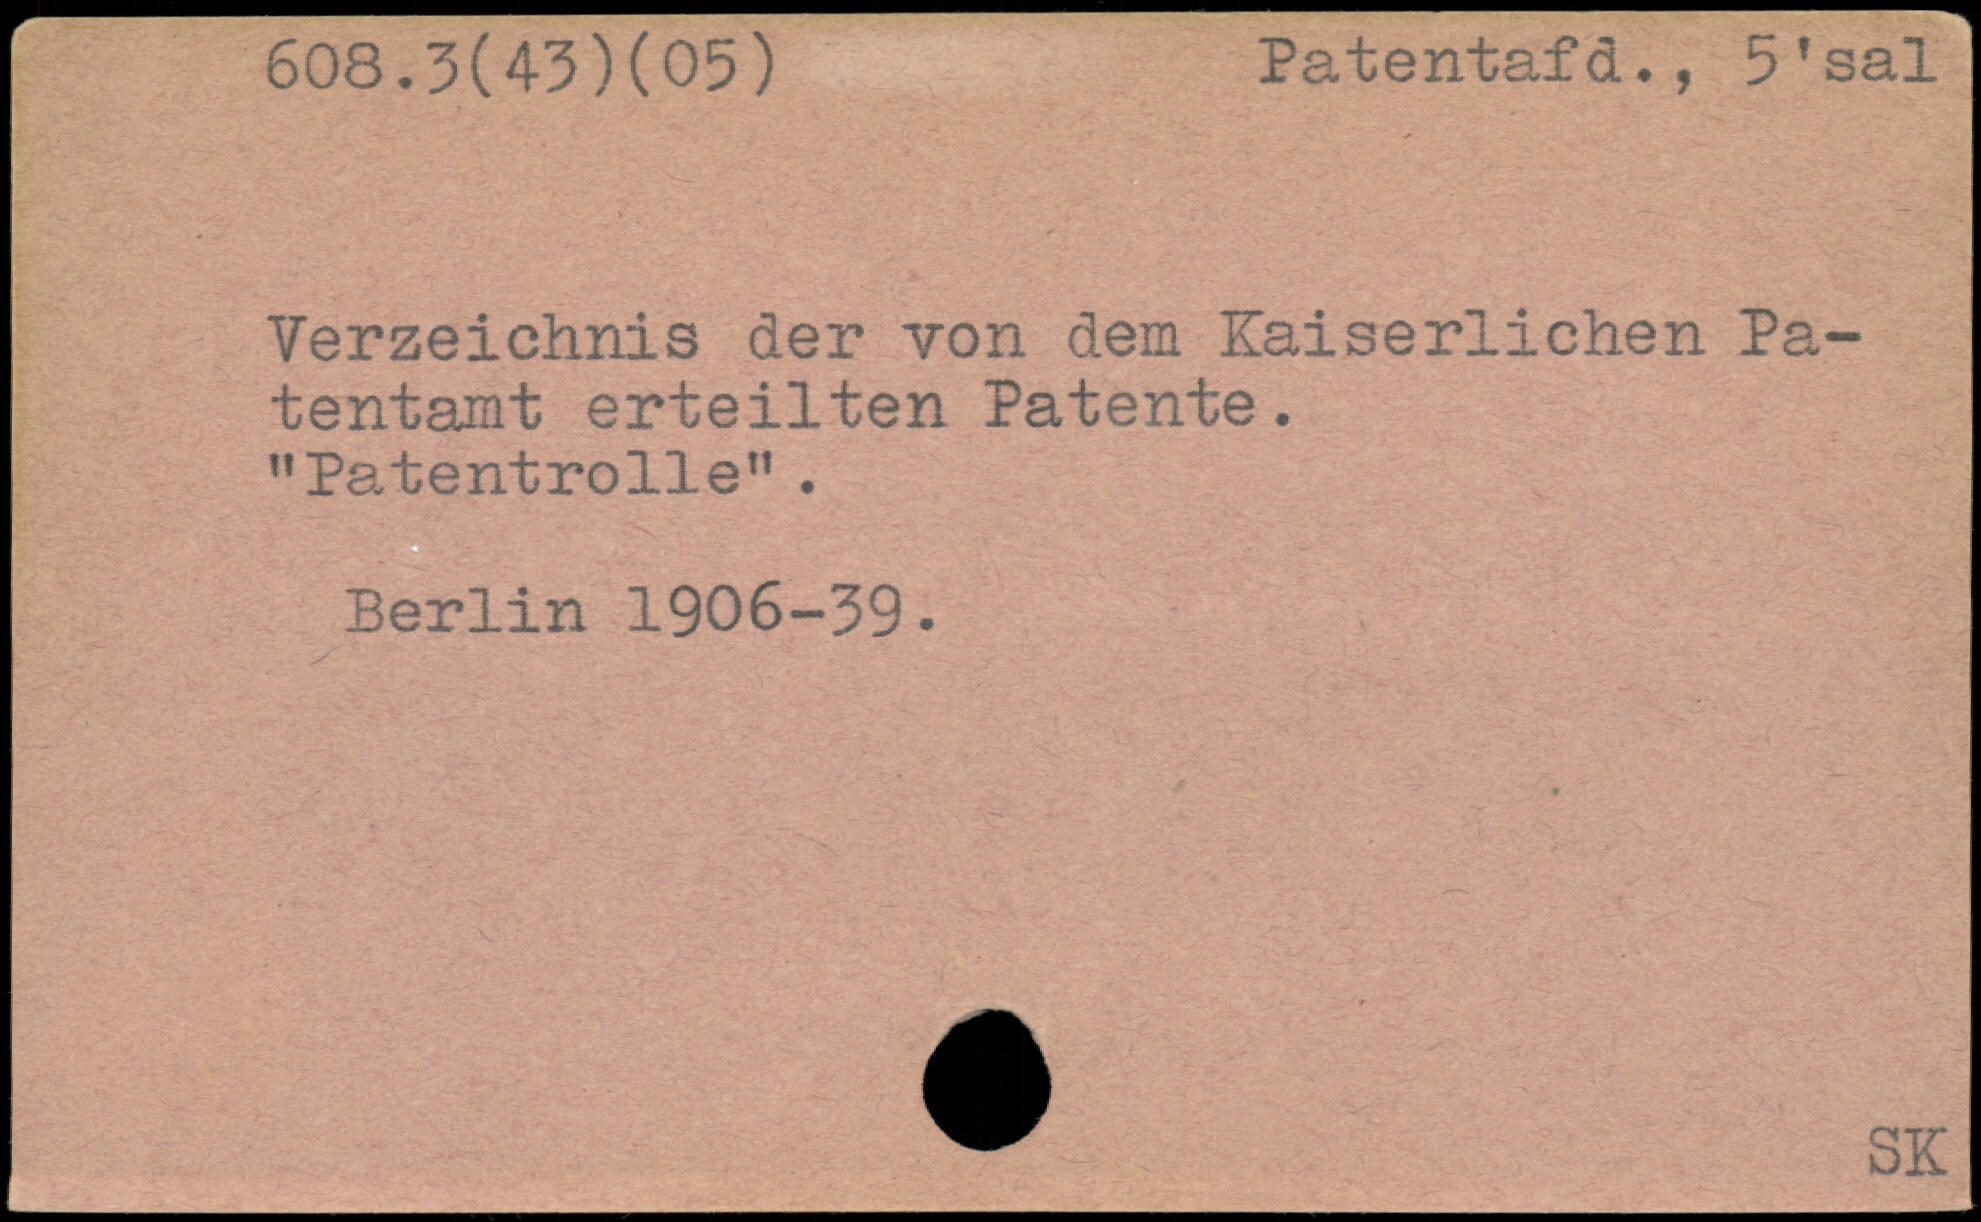 608.3(43)(05) Patentafd., 5'sal
Verzeichnis der von dem Kaiserlichen Pa-
tentamt erteilten Patente.
"Patentrolle".
Berlin 1906-39.
SK